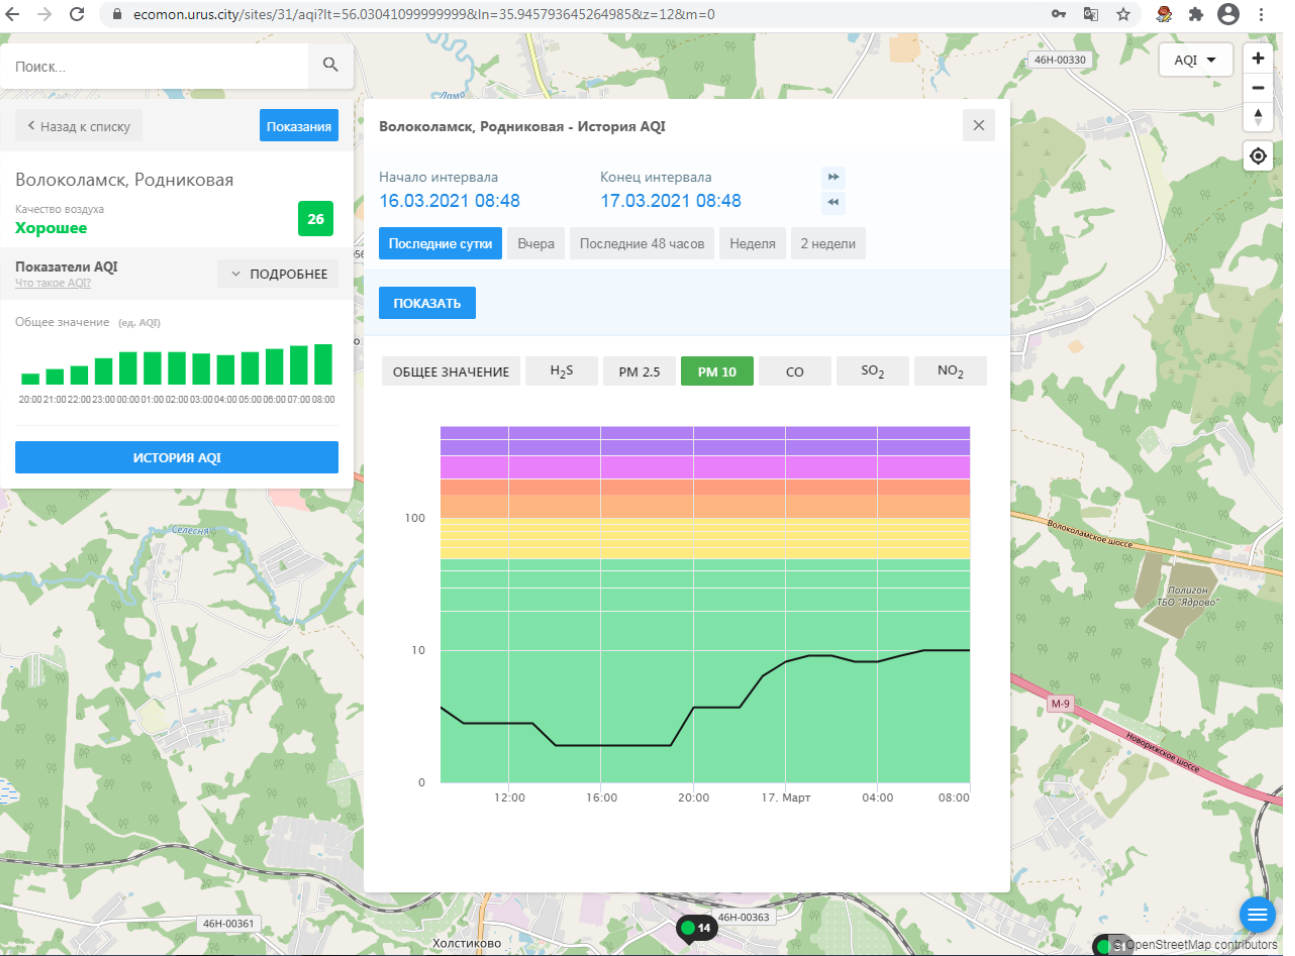 ecomon.urus.city/sites/31/aqi?lt=56.03041099999999&ln=35.945793645264985&z=12&m=0
Поиск...
Ламо
46Н-00330
AQI
Назад к списку
Показания
Волоколамск, Родниковая
Качество воздуха
Хорошее
26
Показатели AQI
Что такое AQI?
ПОДРОБНЕЕ
Общее значение (ед. AQI)
20:00 21:00 22:00 23:00 00:00 01:00 02:00 03:00 04:00 05:00 06:00 07:00 08:00
ИСТОРИЯ AQI
Волоколамск, Родниковая - История AQI
Начало интервала
Конец интервала
16.03.2021 08:48
17.03.2021 08:48
Последние сутки
Вчера
Последние 48 часов
Неделя
2 недели
ПОКАЗАТЬ
ОБЩЕЕ ЗНАЧЕНИЕ
H2S
PM 2.5
PM 10
CO
SO2
NO2
100
10
0
12:00
16:00
20:00
17. Март
04:00
08:00
Селесня
Волоколамское шоссе
Полигон
ТБО "Ядрово"
М-9
Новорижское шоссе
46Н-00361
Холстиково
14
46Н-00363
OpenStreetMap contributors